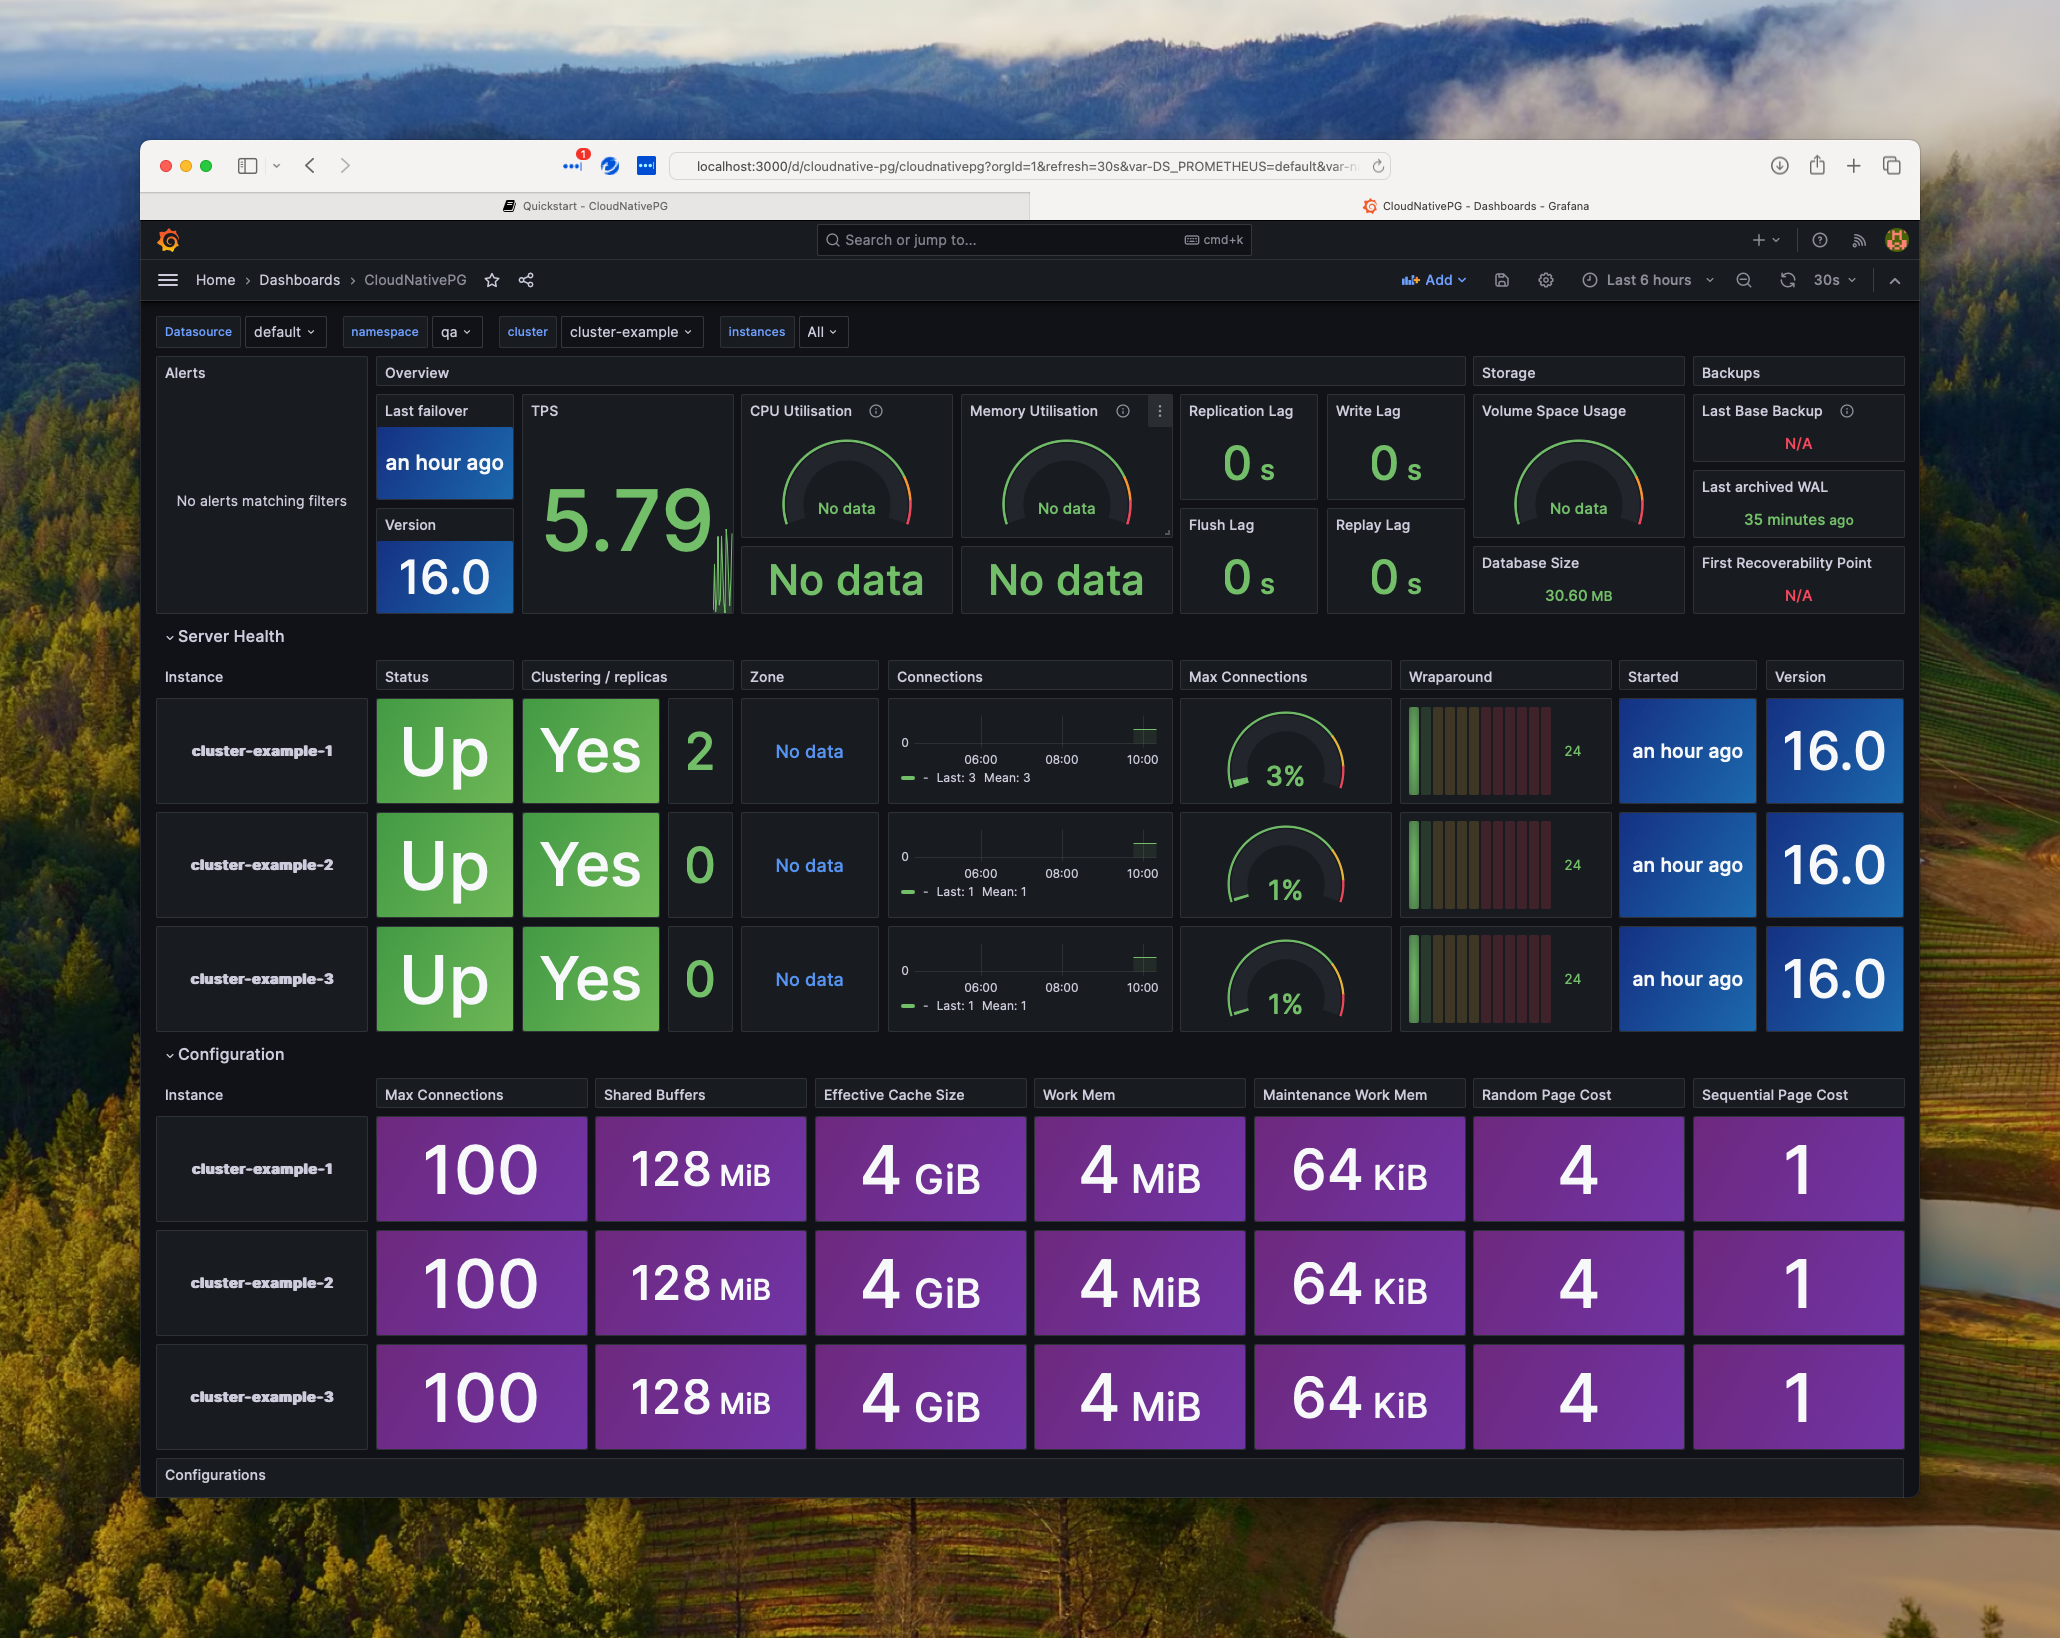 1
localhost:3000/d/cloudnative-pg/cloudnativepg?orgId=1&refresh=30s&var-DS_PROMETHEUS=default&var-n
Quickstart - CloudNativePG
CloudNativePG - Dashboards - Grafana
Search or jump to...
cmd+k
Home › Dashboards › CloudNativePG
Add
Last 6 hours
30s
Datasource default namespace qa cluster cluster-example instances All
Alerts
No alerts matching filters
Overview
Last failover
an hour ago
Version
16.0
TPS
5.79
CPU Utilisation
No data
No data
Memory Utilisation
No data
No data
Replication Lag
0 s
Write Lag
0 s
Flush Lag
0 s
Replay Lag
0 s
Storage
Volume Space Usage
No data
Database Size
30.60 MB
Backups
Last Base Backup
N/A
Last archived WAL
35 minutes ago
First Recoverability Point
N/A
Server Health
Instance Status Clustering / replicas Zone Connections Max Connections Wraparound Started Version
cluster-example-1 Up Yes 2 No data
0
06:00 08:00 10:00
- Last: 3 Mean: 3
3% 24 an hour ago 16.0
cluster-example-2 Up Yes 0 No data
0
06:00 08:00 10:00
- Last: 1 Mean: 1
1% 24 an hour ago 16.0
cluster-example-3 Up Yes 0 No data
0
06:00 08:00 10:00
- Last: 1 Mean: 1
1% 24 an hour ago 16.0
Configuration
Instance Max Connections Shared Buffers Effective Cache Size Work Mem Maintenance Work Mem Random Page Cost Sequential Page Cost
cluster-example-1 100 128 MiB 4 GiB 4 MiB 64 KiB 4 1
cluster-example-2 100 128 MiB 4 GiB 4 MiB 64 KiB 4 1
cluster-example-3 100 128 MiB 4 GiB 4 MiB 64 KiB 4 1
Configurations